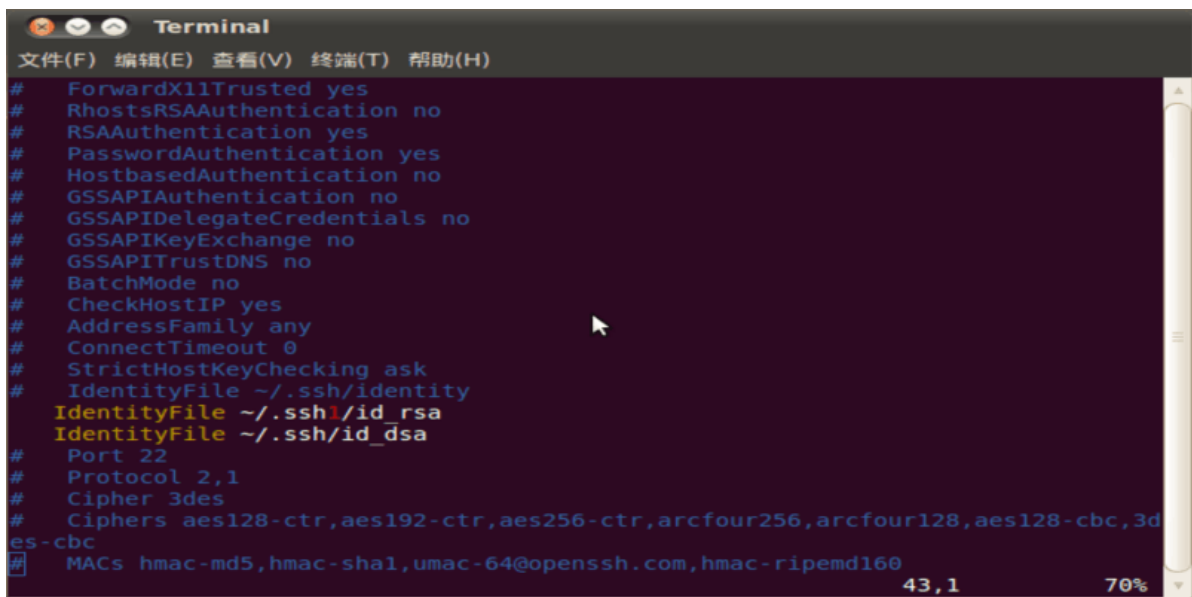 Terminal
文件(F) 编辑(E) 查看(V) 终端(T) 帮助(H)
#   ForwardX11Trusted yes
#   RhostsRSAAuthentication no
#   RSAAuthentication yes
#   PasswordAuthentication yes
#   HostbasedAuthentication no
#   GSSAPIAuthentication no
#   GSSAPIDelegateCredentials no
#   GSSAPIKeyExchange no
#   GSSAPITrustDNS no
#   BatchMode no
#   CheckHostIP yes
#   AddressFamily any
#   ConnectTimeout 0
#   StrictHostKeyChecking ask
#   IdentityFile ~/.ssh/identity
   IdentityFile ~/.ssh1/id_rsa
   IdentityFile ~/.ssh/id_dsa
#   Port 22
#   Protocol 2,1
#   Cipher 3des
#   Ciphers aes128-ctr,aes192-ctr,aes256-ctr,arcfour256,arcfour128,aes128-cbc,3d
es-cbc
#   MACs hmac-md5,hmac-sha1,umac-64@openssh.com,hmac-ripemd160
43,1 70%